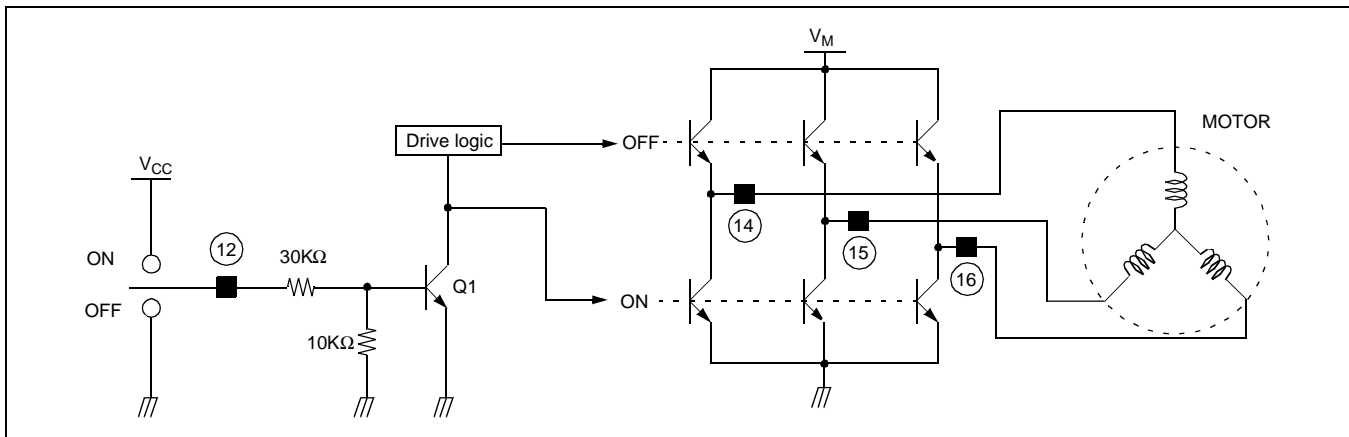 V_M
MOTOR
Drive logic
OFF
V_CC
14
12
15
ON
30KΩ
16
Q1
OFF
ON
10KΩ